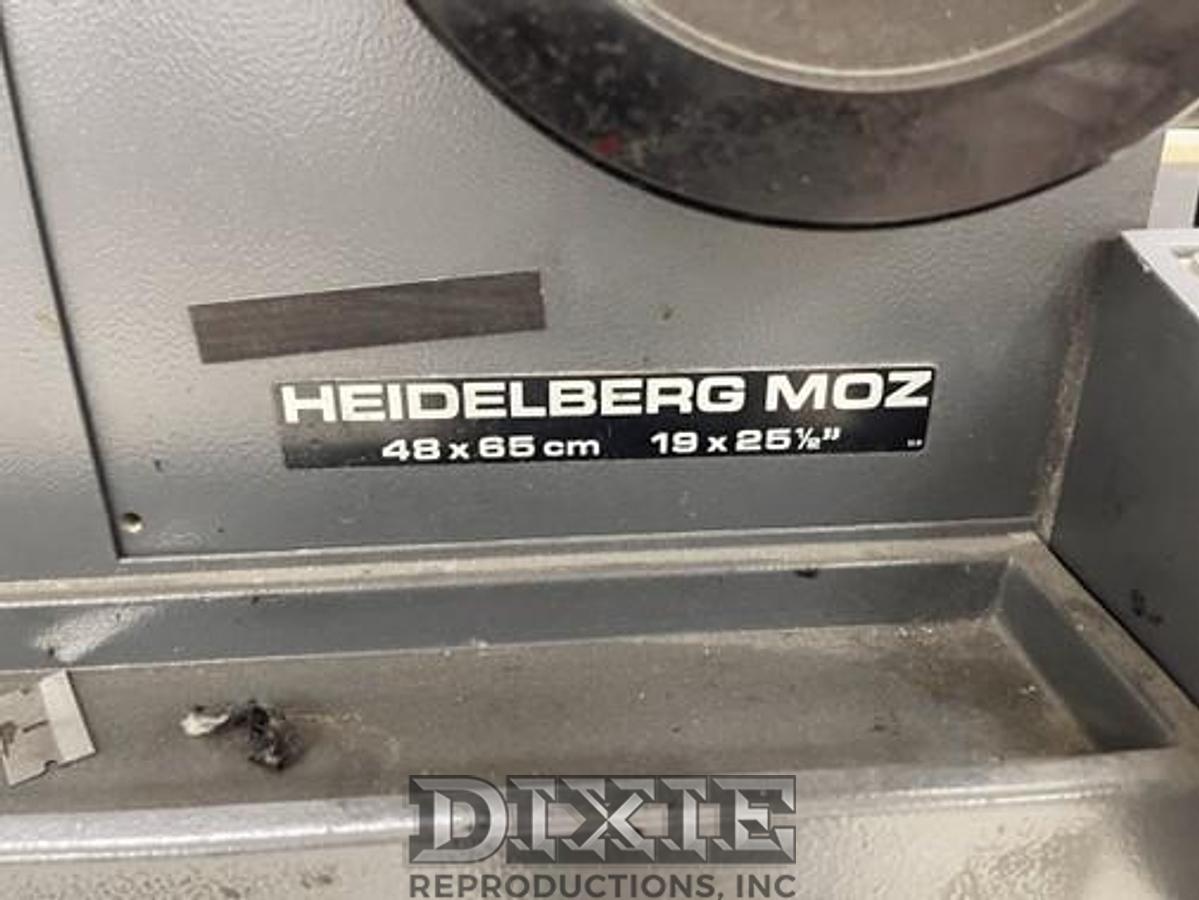 HEIDELBERG MOZ
48 x 65 cm 19 x 25½"
DIXIE
REPRODUCTIONS, INC